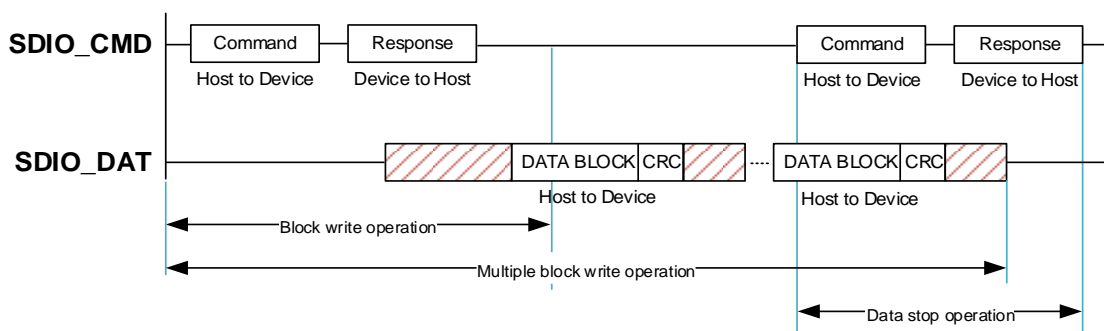 SDIO_CMD Command Response Command Response
Host to Device Device to Host Host to Device Device to Host
SDIO_DAT DATA BLOCK CRC DATA BLOCK CRC
Host to Device Host to Device
Block write operation
Multiple block write operation
Data stop operation